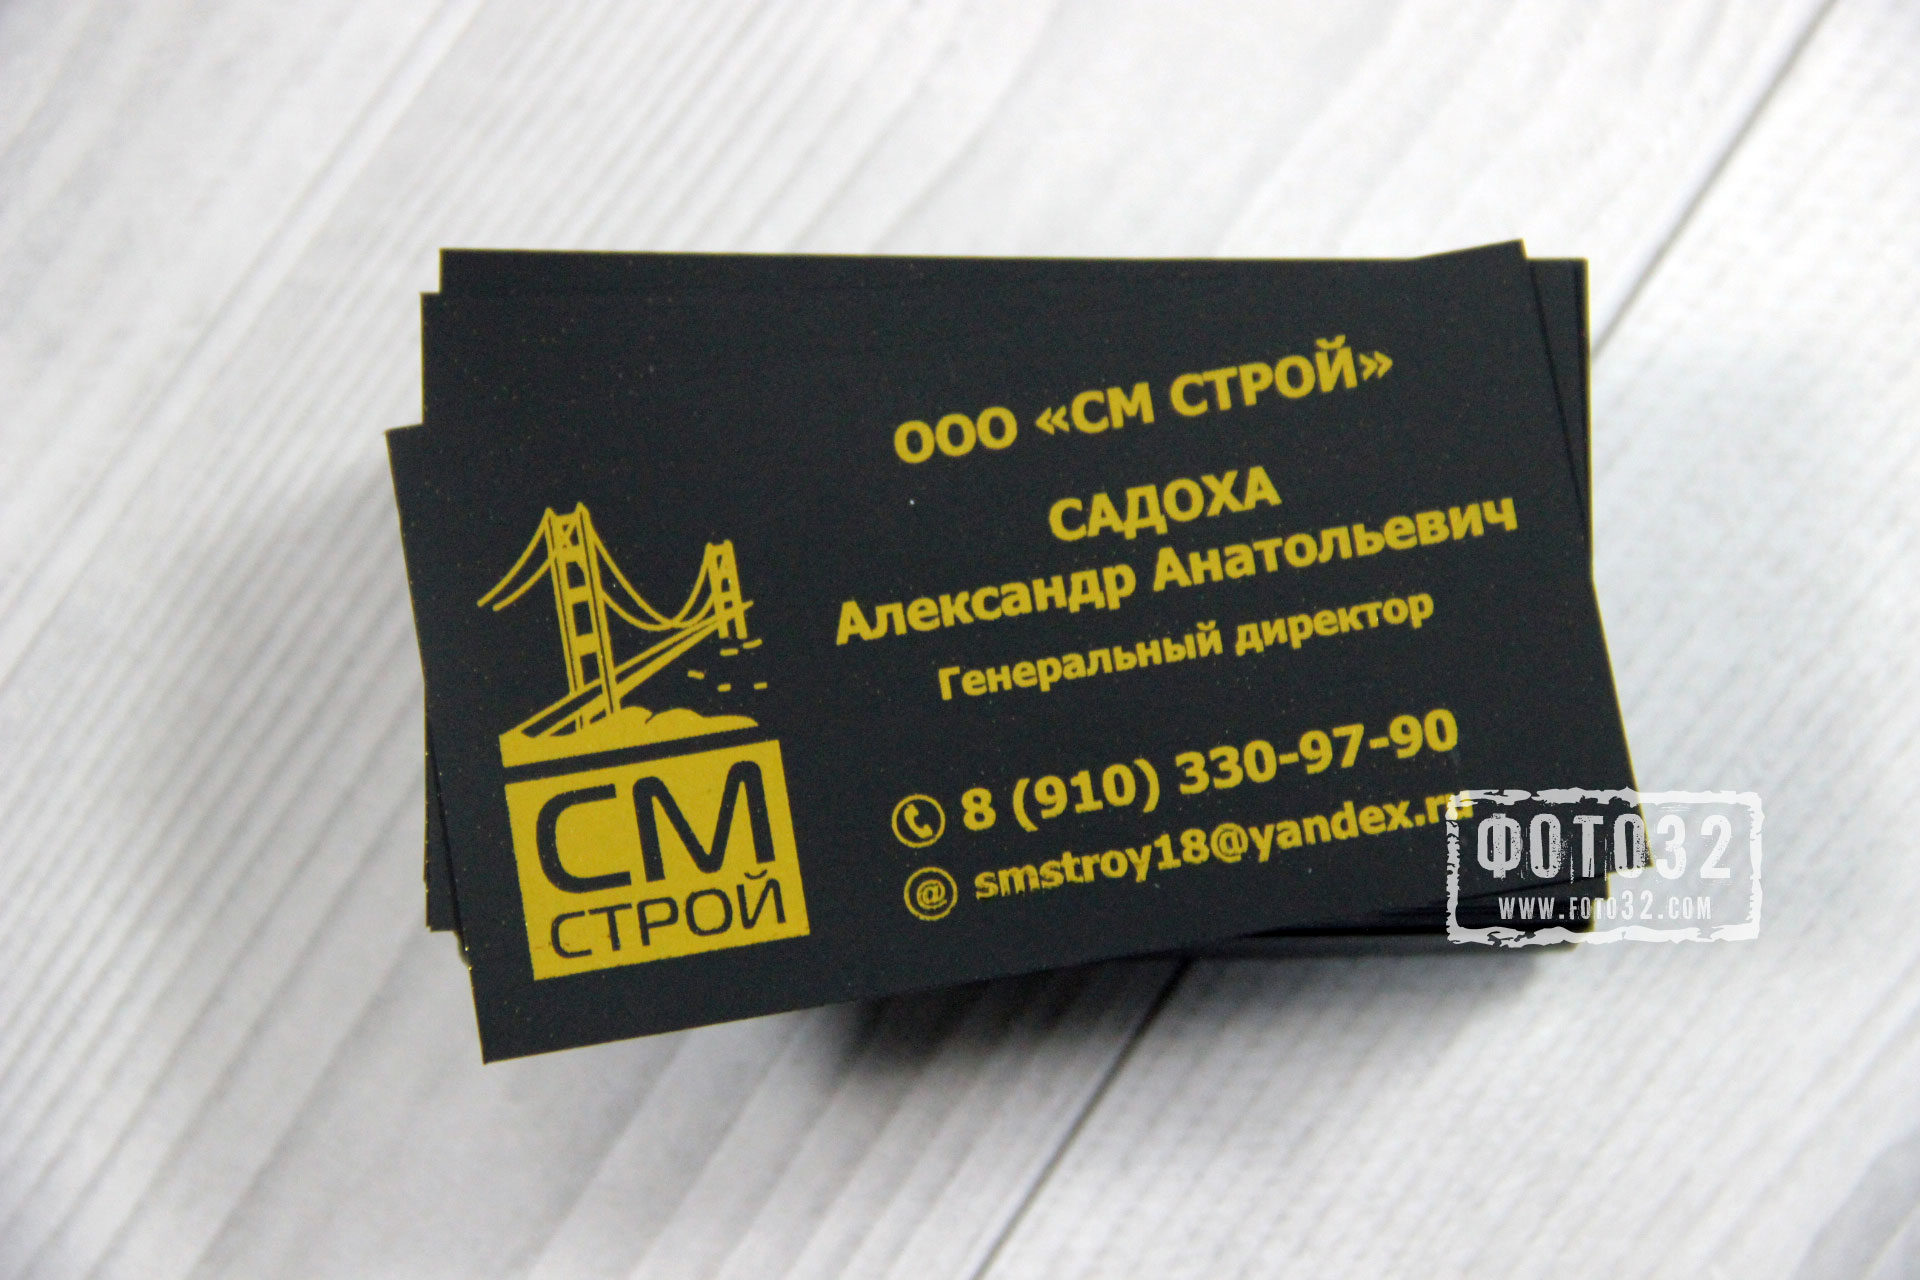 ООО «СМ СТРОЙ»
САДОХА
Александр Анатольевич
Генеральный директор
8 (910) 330-97-90
@ smstroy18@yandex.ru
СМ
СТРОЙ
ФОТО32
WWW.FOTO32.COM